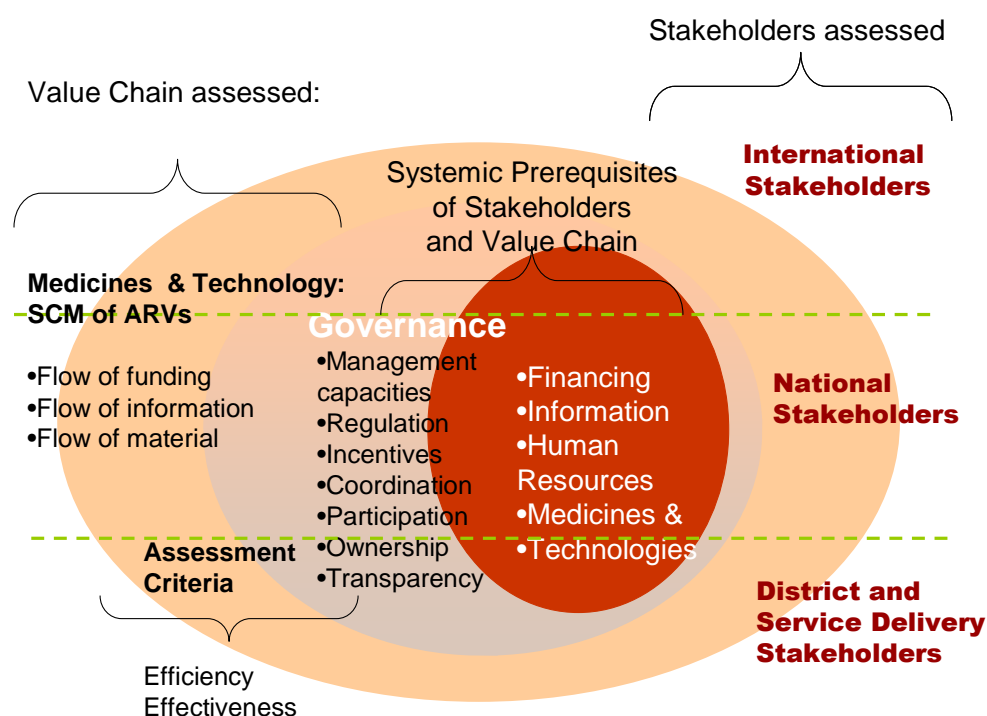 Stakeholders assessed
Value Chain assessed:
International
Stakeholders
Systemic Prerequisites
of Stakeholders
and Value Chain
Medicines & Technology:
SCM of ARVs
•Flow of funding
•Flow of information
•Flow of material
Governance
•Management
capacities
•Regulation
•Incentives
•Coordination
•Participation
•Ownership
•Transparency
•Financing
•Information
•Human
Resources
•Medicines &
•Technologies
National
Stakeholders
Assessment
Criteria
Efficiency
Effectiveness
District and
Service Delivery
Stakeholders